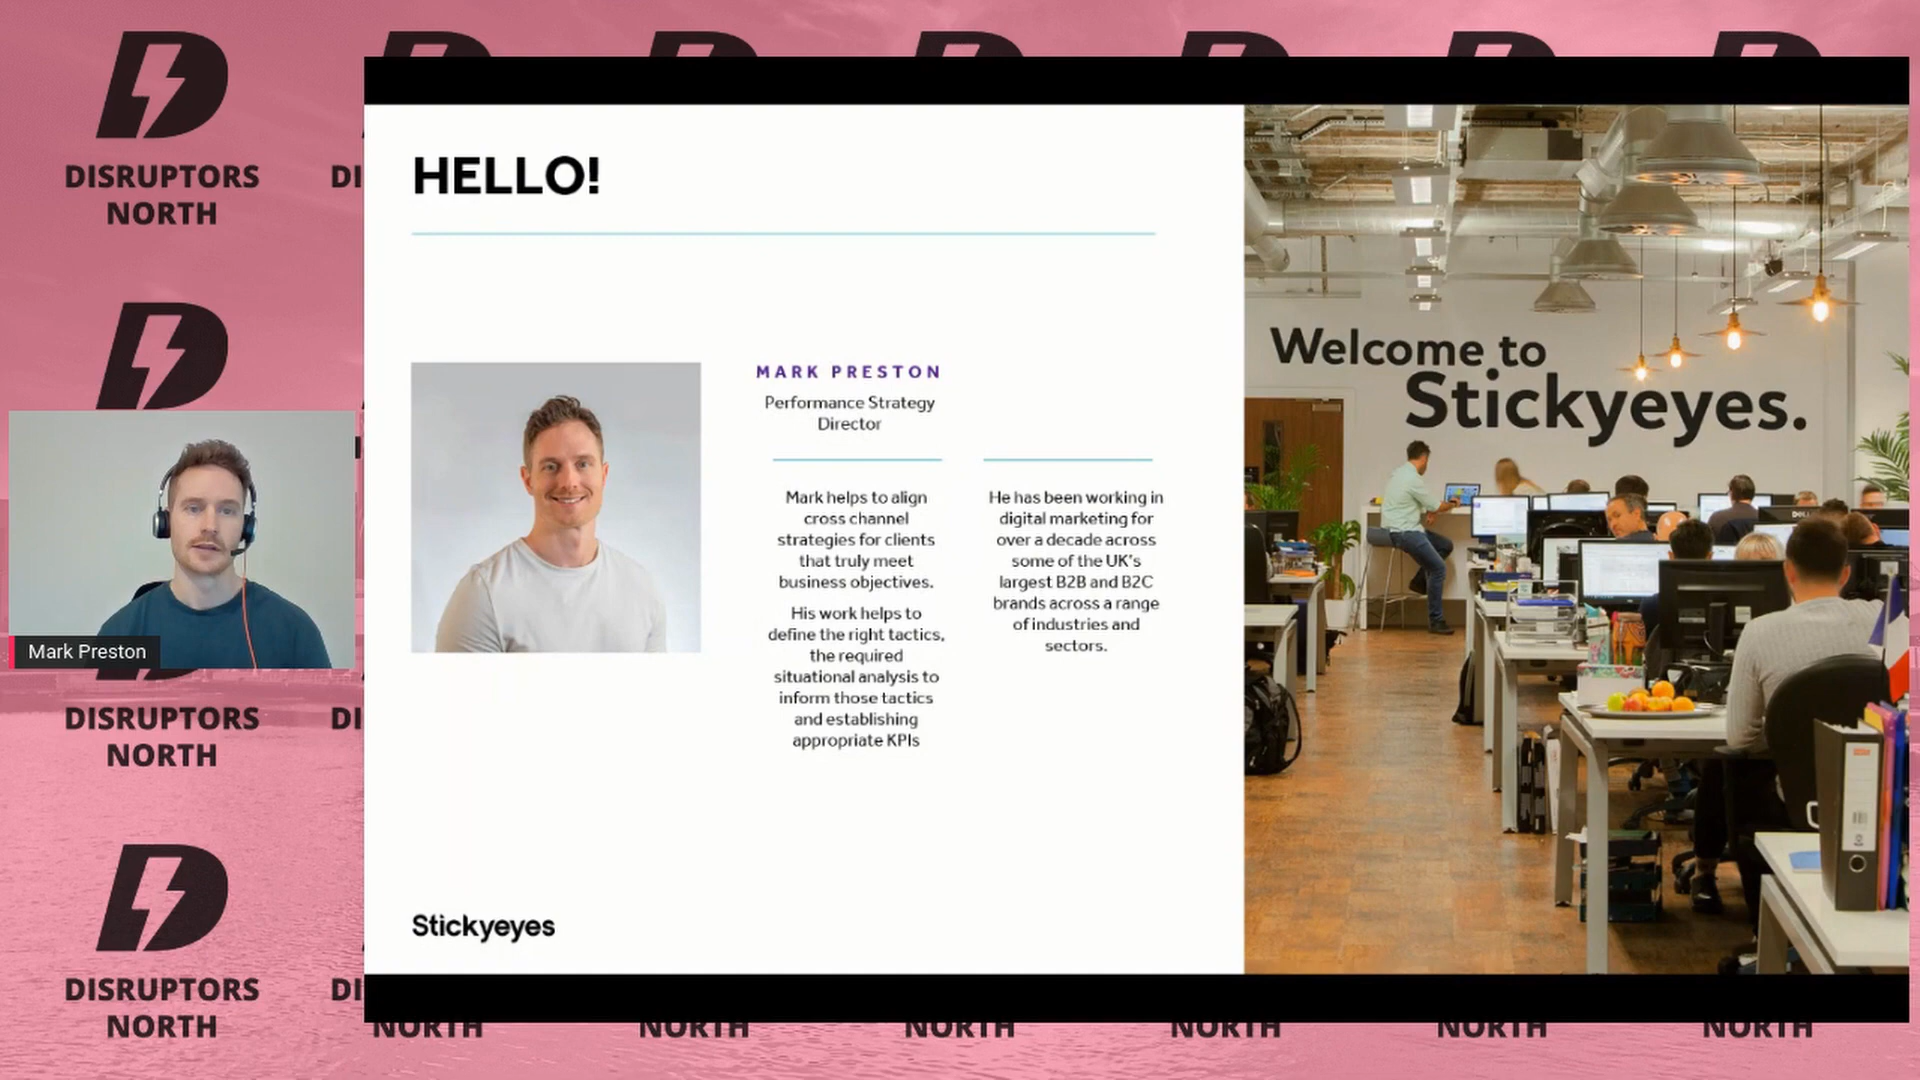 DISRUPTORS
NORTH
DI
HELLO!
MARK PRESTON
Performance Strategy
Director
Mark helps to align
cross channel
strategies for clients
that truly meet
business objectives.
His work helps to
define the right tactics,
the required
situational analysis to
inform those tactics
and establishing
appropriate KPIs
He has been working in
digital marketing for
over a decade across
some of the UK's
largest B2B and B2C
brands across a range
of industries and
sectors.
Stickyeyes
Welcome to
Stickyeyes.
Mark Preston
DISRUPTORS
NORTH
DI
DISRUPTORS
NORTH
DI
NORTH
NORTH
NORTH
NORTH
NORTH
NORTH